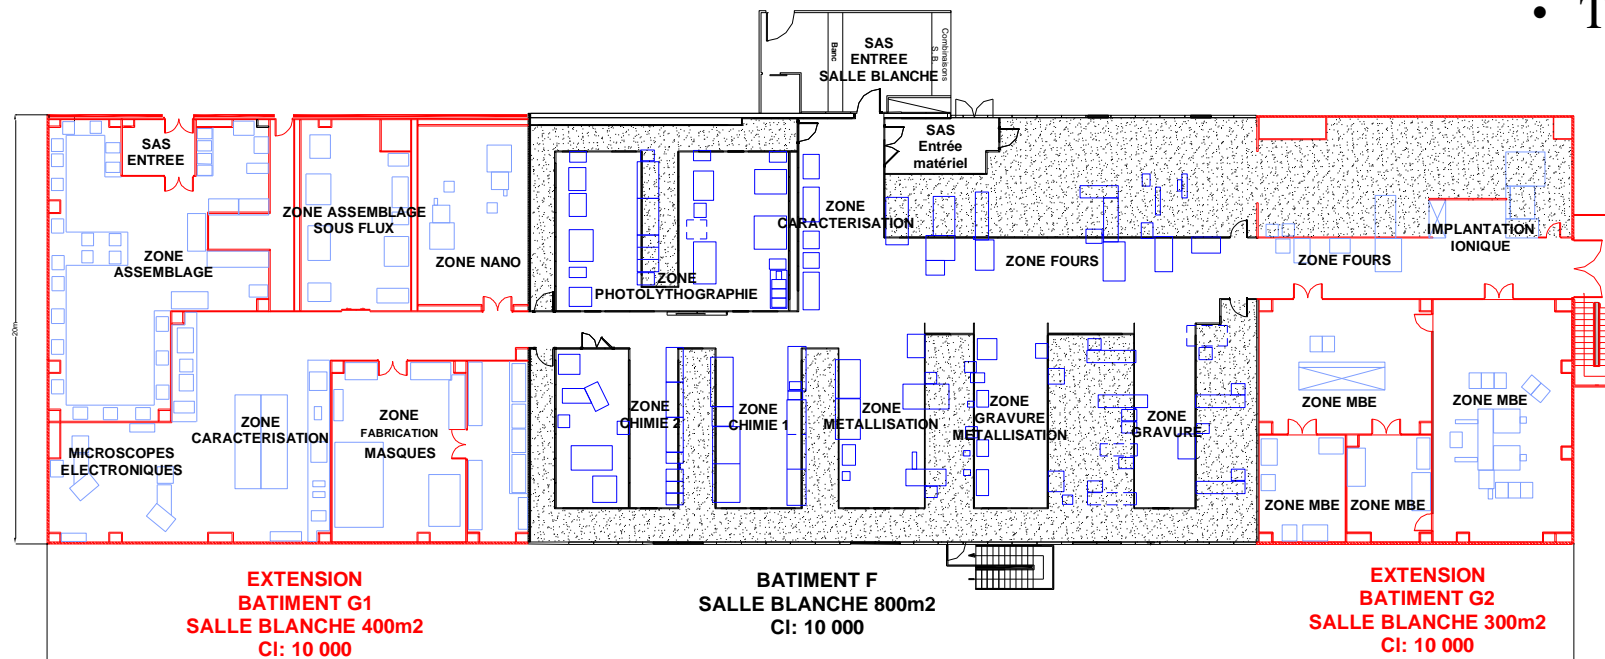 • T
SAS
ENTREE
SALLE BLANCHE
Banc
Combinaisons
S. B.
SAS
ENTREE
SAS
Entrée
matériel
ZONE ASSEMBLAGE
SOUS FLUX
ZONE
ASSEMBLAGE
ZONE NANO
ZONE
PHOTOLYTHOGRAPHIE
ZONE
CARACTERISATION
ZONE FOURS
ZONE FOURS
IMPLANTATION
IONIQUE
20m
MICROSCOPES
ELECTRONIQUES
ZONE
CARACTERISATION
ZONE
FABRICATION
MASQUES
ZONE
CHIMIE 2
ZONE
CHIMIE 1
ZONE
METALLISATION
ZONE
GRAVURE
METALLISATION
ZONE
GRAVURE
ZONE MBE
ZONE MBE
ZONE MBE
ZONE MBE
EXTENSION
BATIMENT G1
SALLE BLANCHE 400m2
Cl: 10 000
BATIMENT F
SALLE BLANCHE 800m2
Cl: 10 000
EXTENSION
BATIMENT G2
SALLE BLANCHE 300m2
Cl: 10 000